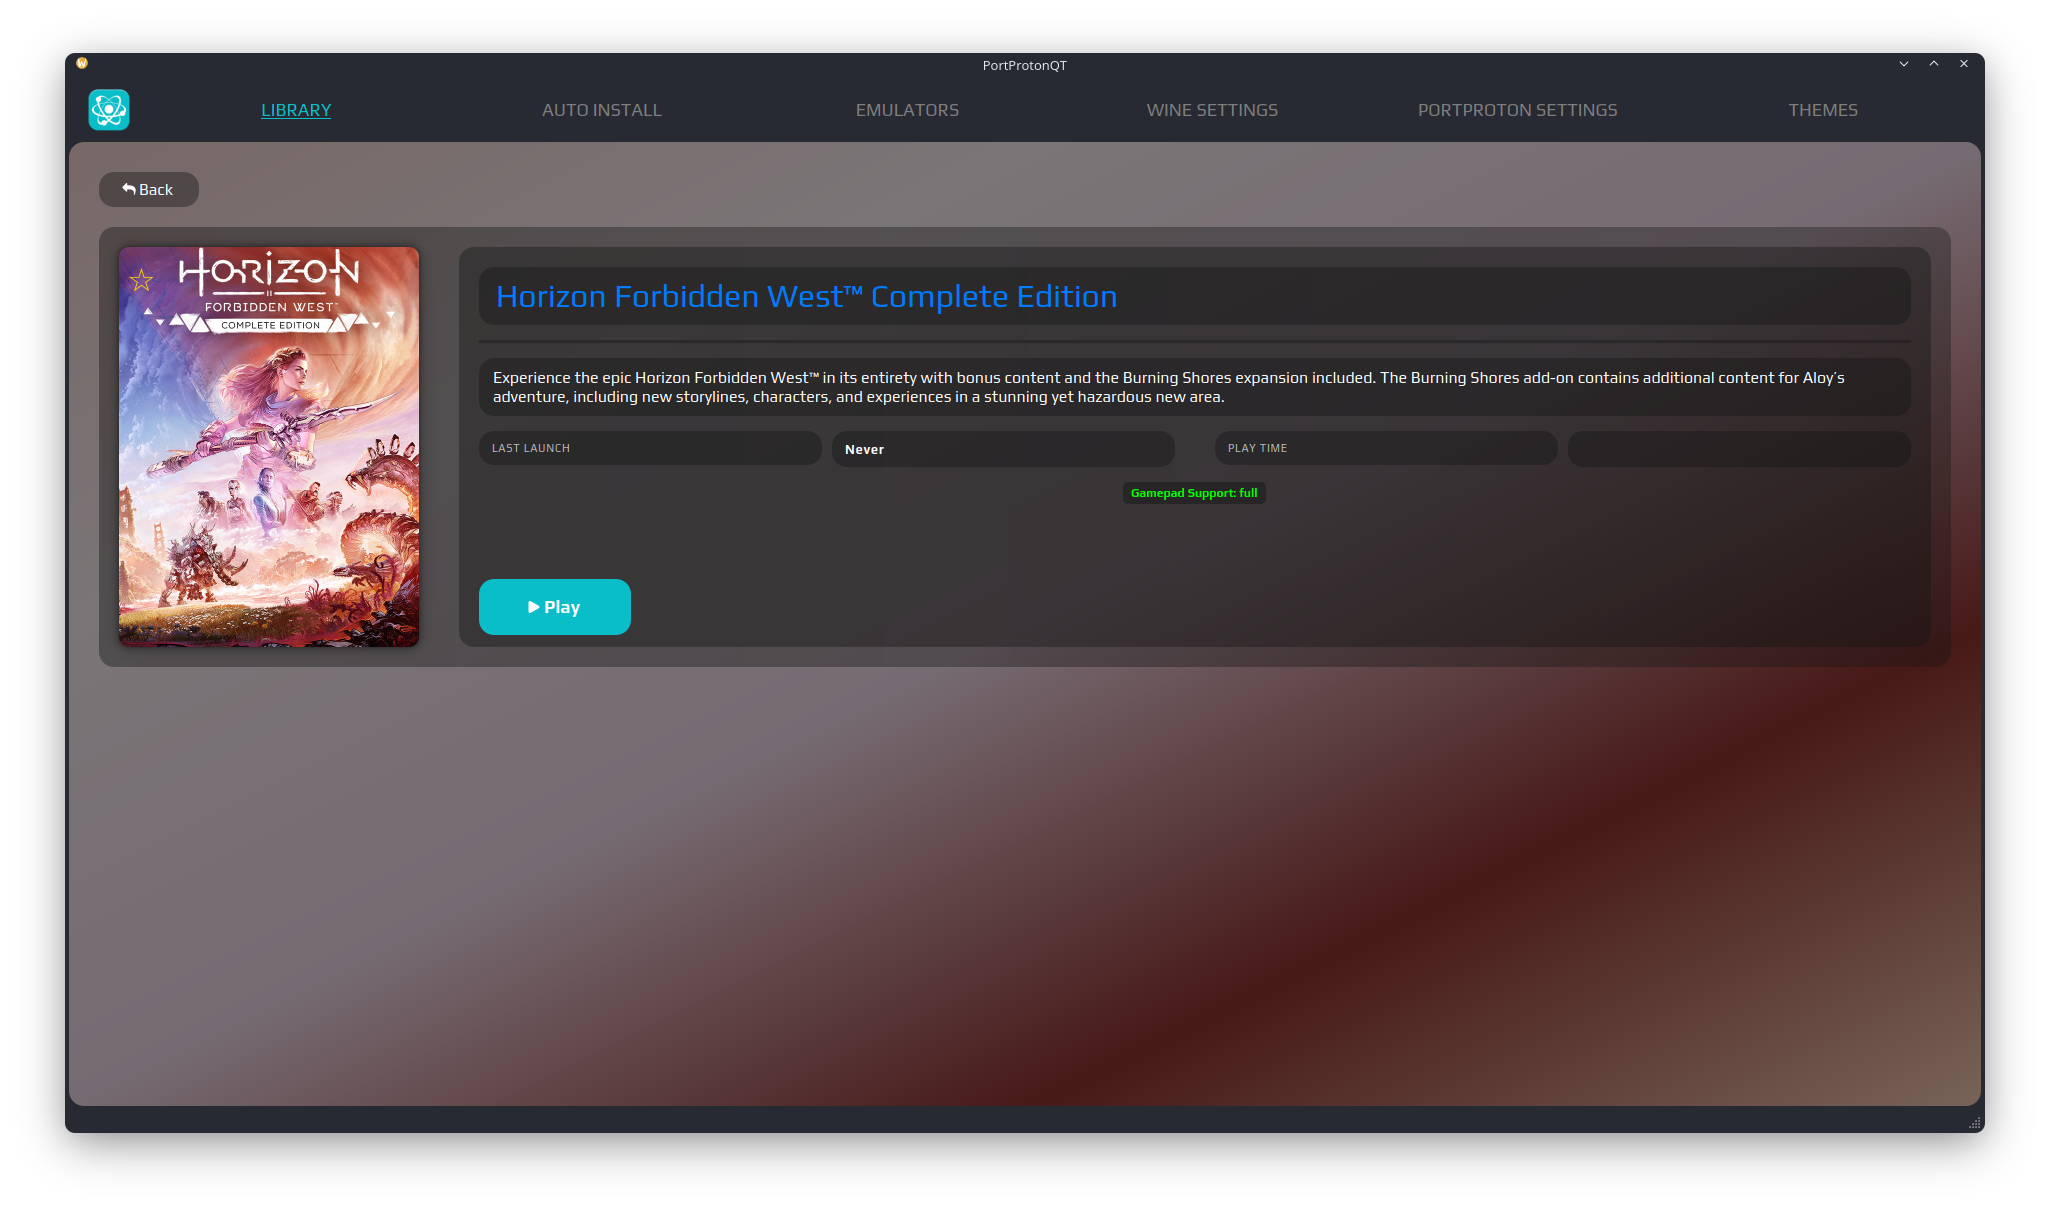 PortProtonQT
LIBRARY
AUTO INSTALL
EMULATORS
WINE SETTINGS
PORTPROTON SETTINGS
THEMES
Back
HORIZON
II
FORBIDDEN WEST™
COMPLETE EDITION
Horizon Forbidden West™ Complete Edition
Experience the epic Horizon Forbidden West™ in its entirety with bonus content and the Burning Shores expansion included. The Burning Shores add-on contains additional content for Aloy’s
adventure, including new storylines, characters, and experiences in a stunning yet hazardous new area.
LAST LAUNCH
Never
PLAY TIME
Gamepad Support: full
Play